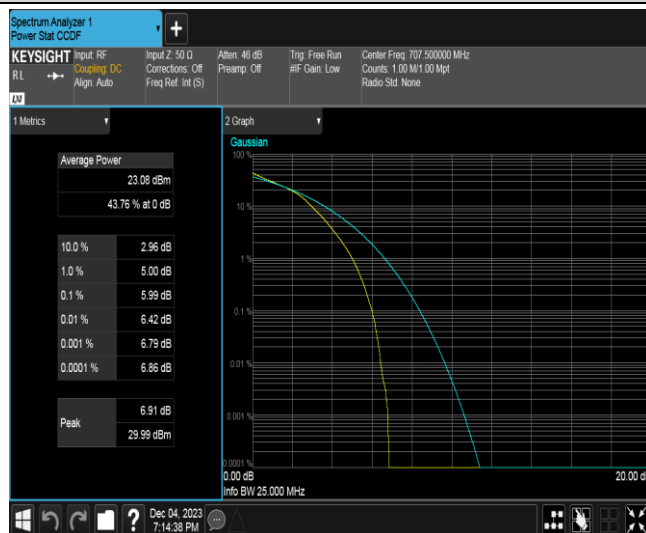 Spectrum Analyzer 1
Power Stat CCDF
+
KEYSIGHT
RL
LXI
Input: RF
Coupling: DC
Align: Auto
Input Z: 50 Ω
Corrections: Off
Freq Ref: Int (S)
Atten: 46 dB
Preamp: Off
Trig: Free Run
#IF Gain: Low
Center Freq: 707.500000 MHz
Counts: 1.00 M/1.00 Mpt
Radio Std: None
1 Metrics
Average Power
23.08 dBm
43.76 % at 0 dB
10.0 % 2.96 dB
1.0 % 5.00 dB
0.1 % 5.99 dB
0.01 % 6.42 dB
0.001 % 6.79 dB
0.0001 % 6.86 dB
Peak
6.91 dB
29.99 dBm
2 Graph
Gaussian
100 %
10 %
1 %
0.1 %
0.01 %
0.001 %
0.0001 %
0.00 dB
20.00 d
Info BW 25.000 MHz
?
Dec 04, 2023
7:14:38 PM